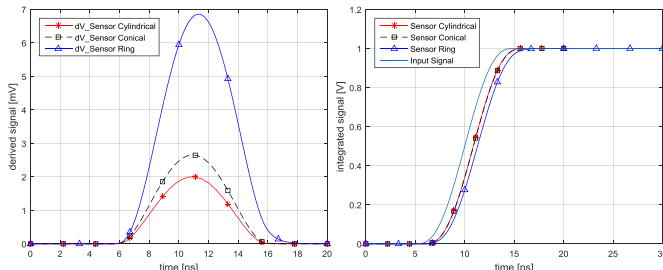 7
6
5
4
3
2
1
0
derived signal [mV]
0 2 4 6 8 10 12 14 16 18 20
time [ns]
dV_Sensor Cylindrical
dV_Sensor Conical
dV_Sensor Ring
1.2
1
0.8
0.6
0.4
0.2
0
integrated signal [V]
0 5 10 15 20 25 30
time [ns]
Sensor Cylindrical
Sensor Conical
Sensor Ring
Input Signal